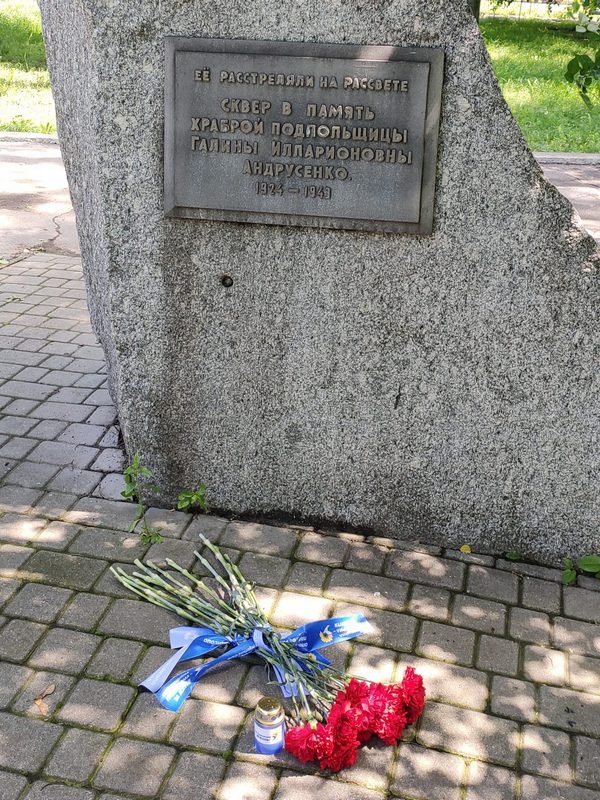 ЕЁ РАССТРЕЛЯЛИ НА РАССВЕТЕ
СКВЕР В ПАМЯТЬ
ХРАБРОЙ ПОДПОЛЬЩИЦЫ
ГАЛИНЫ ИЛЛАРИОНОВНЫ
АНДРУСЕНКО.
1924 — 1943